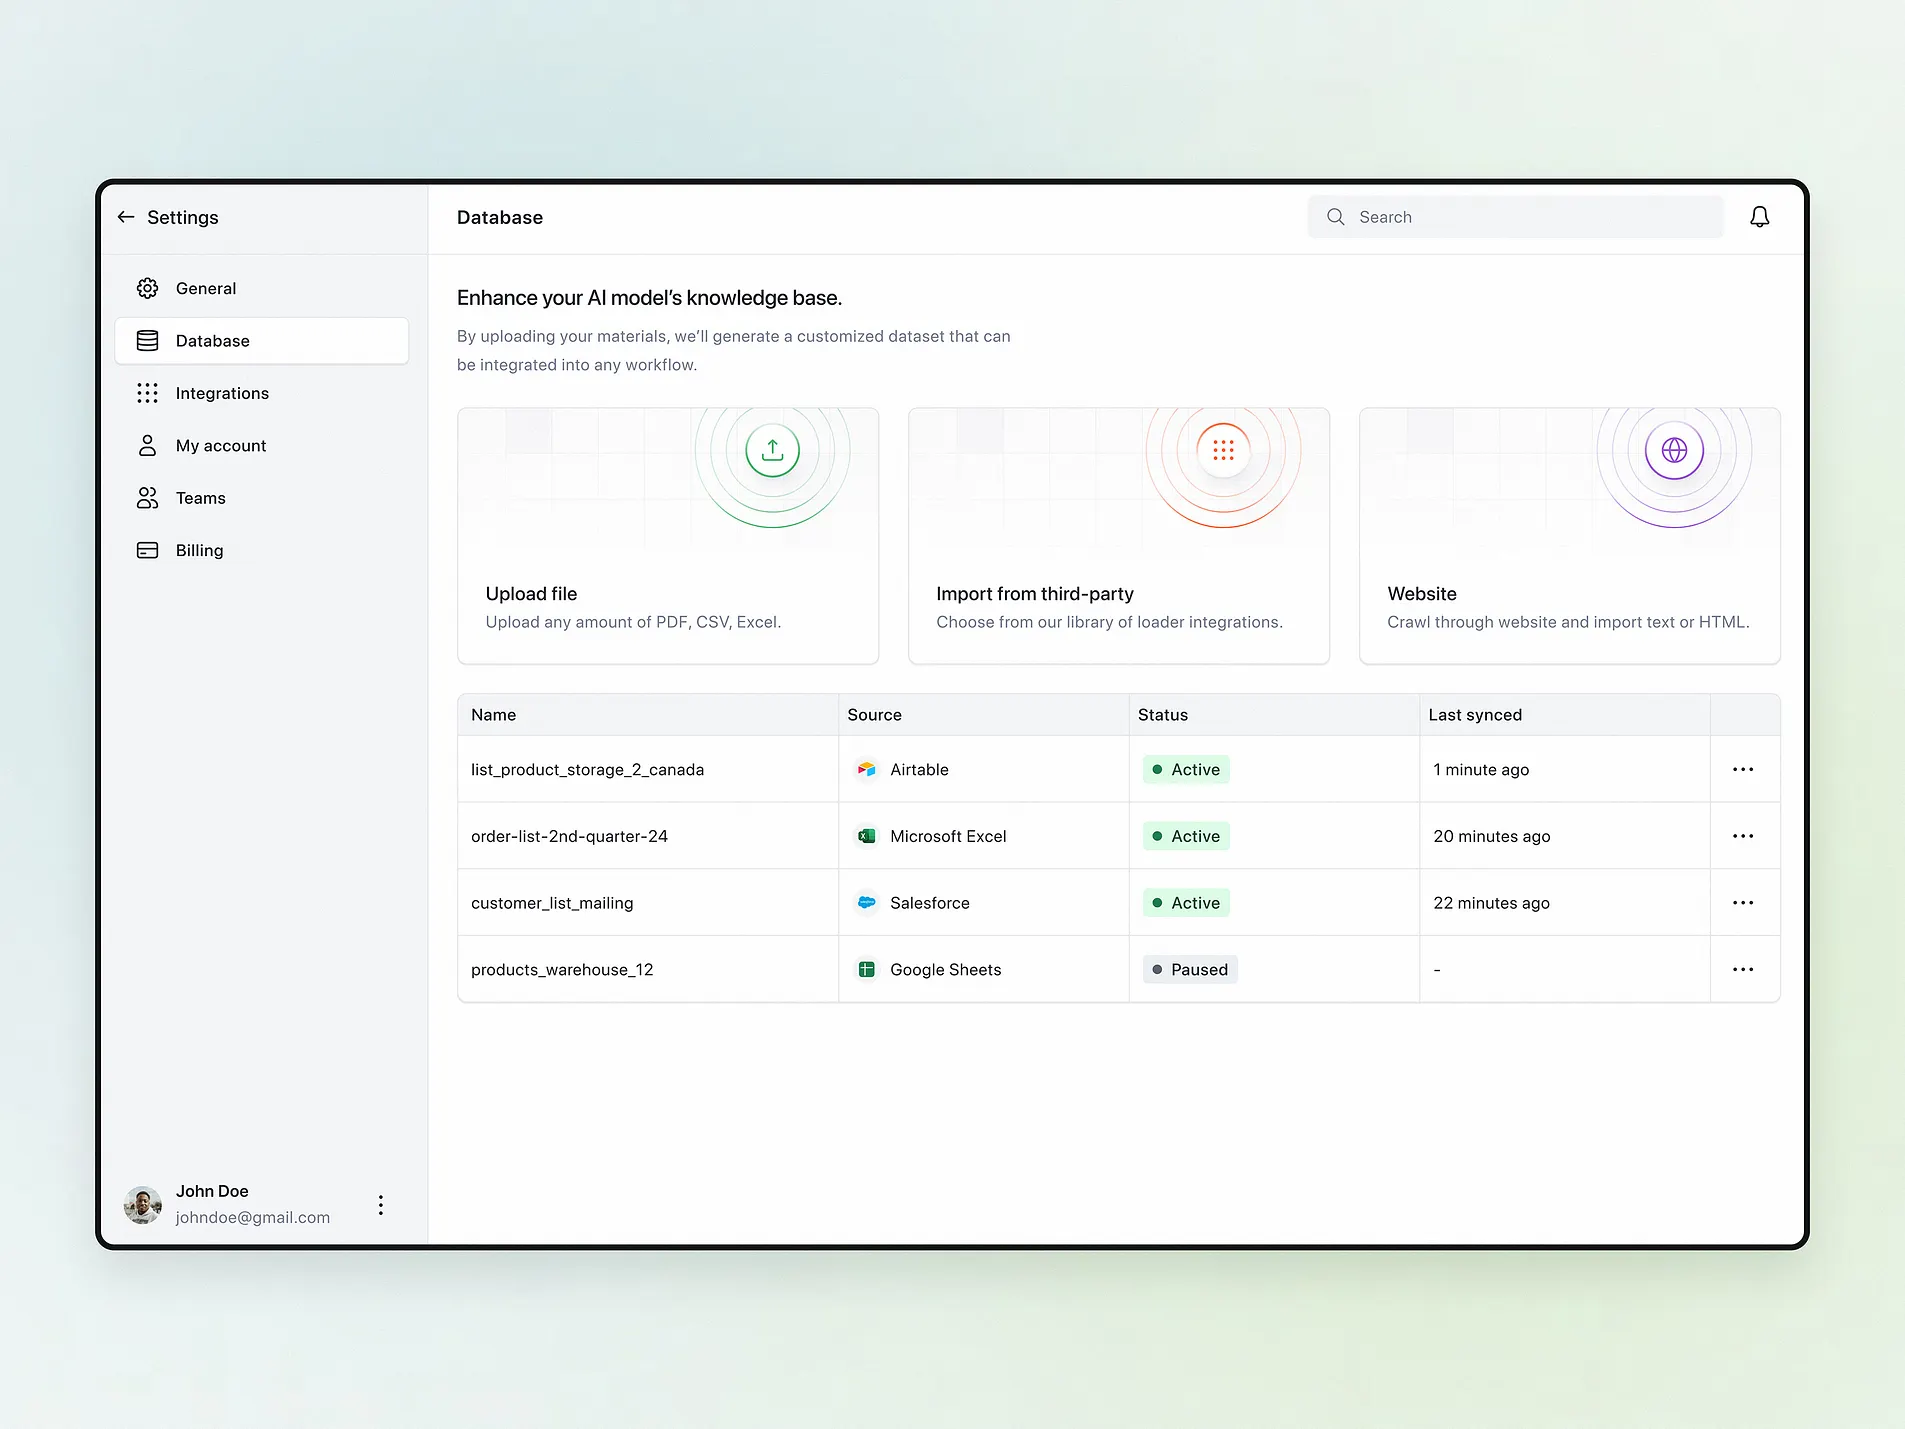 Settings
Database
Search
General
Database
Integrations
My account
Teams
Billing
Enhance your AI model’s knowledge base.
By uploading your materials, we’ll generate a customized dataset that can
be integrated into any workflow.
Upload file
Upload any amount of PDF, CSV, Excel.
Import from third-party
Choose from our library of loader integrations.
Website
Crawl through website and import text or HTML.
Name Source Status Last synced
list_product_storage_2_canada Airtable Active 1 minute ago
order-list-2nd-quarter-24 Microsoft Excel Active 20 minutes ago
customer_list_mailing Salesforce Active 22 minutes ago
products_warehouse_12 Google Sheets Paused -
John Doe
johndoe@gmail.com